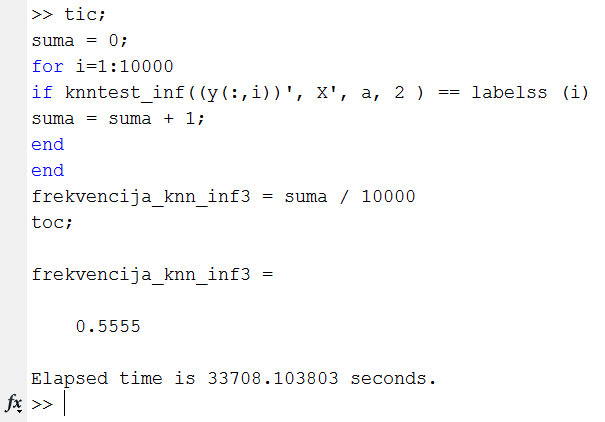 >> tic;
suma = 0;
for i=1:10000
if knntest_inf((y(:,i))', X', a, 2 ) == labelss (i)
suma = suma + 1;
end
end
frekvencija_knn_inf3 = suma / 10000
toc;
frekvencija_knn_inf3 =
0.5555
Elapsed time is 33708.103803 seconds.
fx >>